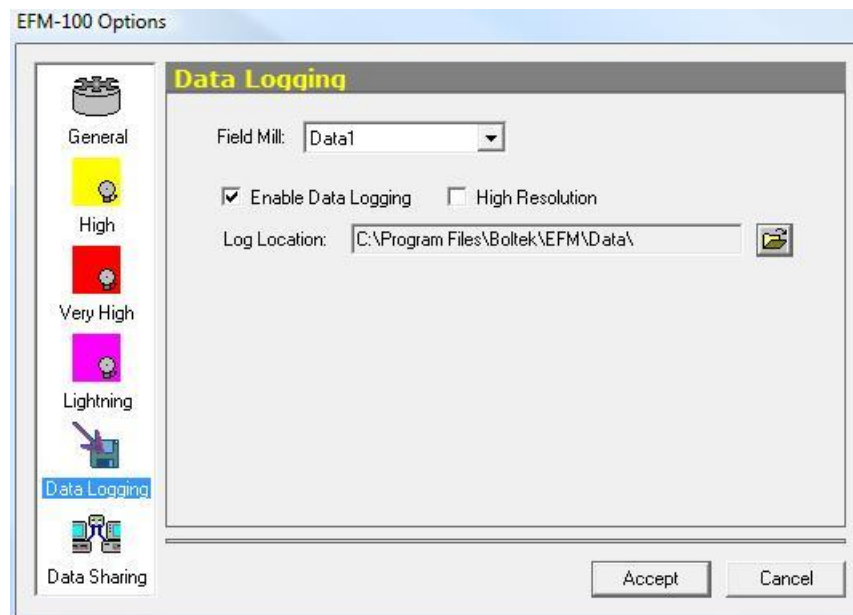 EFM-100 Options
General
High
Very High
Lightning
Data Logging
Data Sharing
Data Logging
Field Mill: Data1
Enable Data Logging High Resolution
Log Location: C:\Program Files\Boltek\EFM\Data\
Accept Cancel